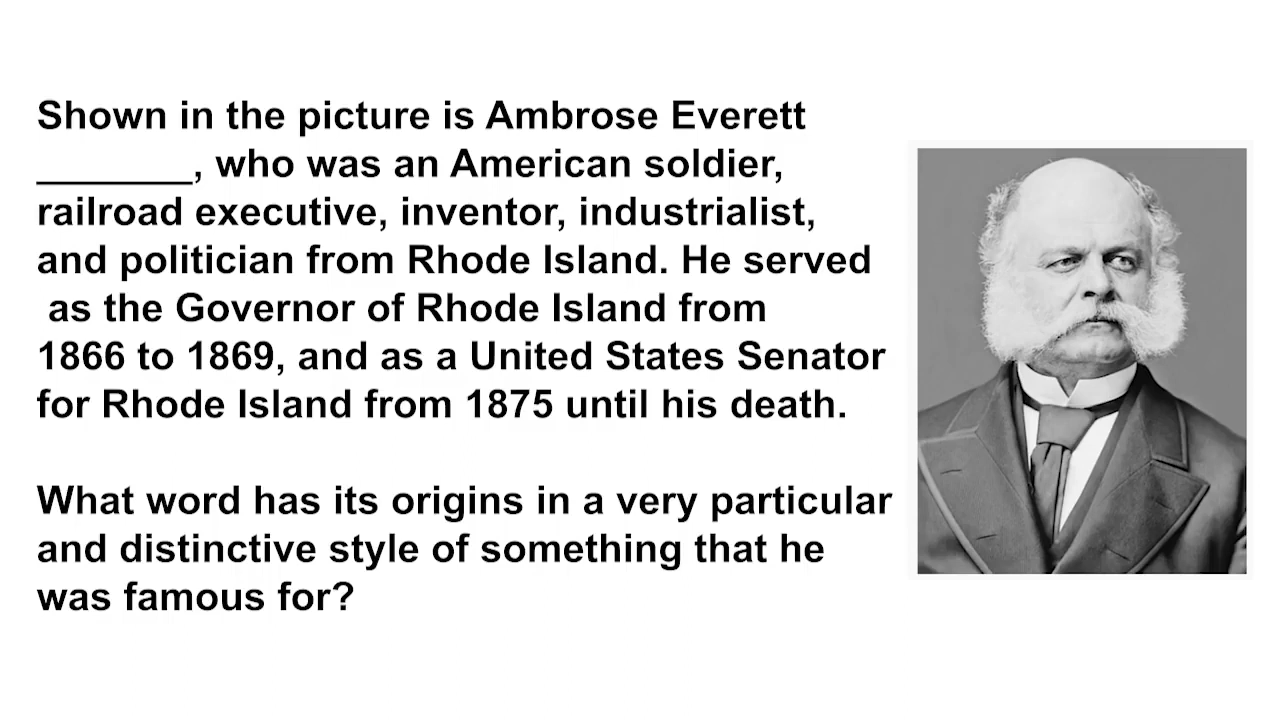 Shown in the picture is Ambrose Everett
_______, who was an American soldier,
railroad executive, inventor, industrialist,
and politician from Rhode Island. He served
as the Governor of Rhode Island from
1866 to 1869, and as a United States Senator
for Rhode Island from 1875 until his death.
What word has its origins in a very particular
and distinctive style of something that he
was famous for?